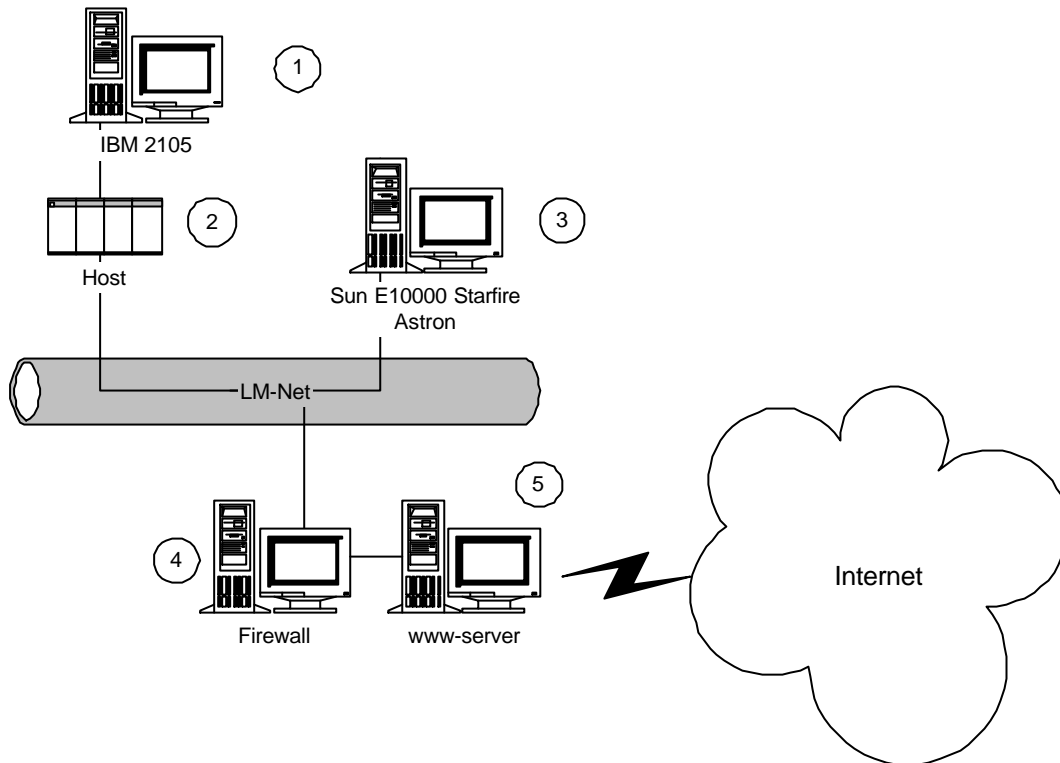 1
IBM 2105
2
Host
3
Sun E10000 Starfire
Astron
LM-Net
4
Firewall
5
www-server
Internet